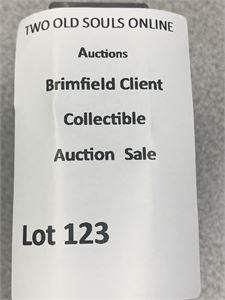 TWO OLD SOULS ONLINE
Auctions
Brimfield Client
Collectible
Auction Sale
Lot 123